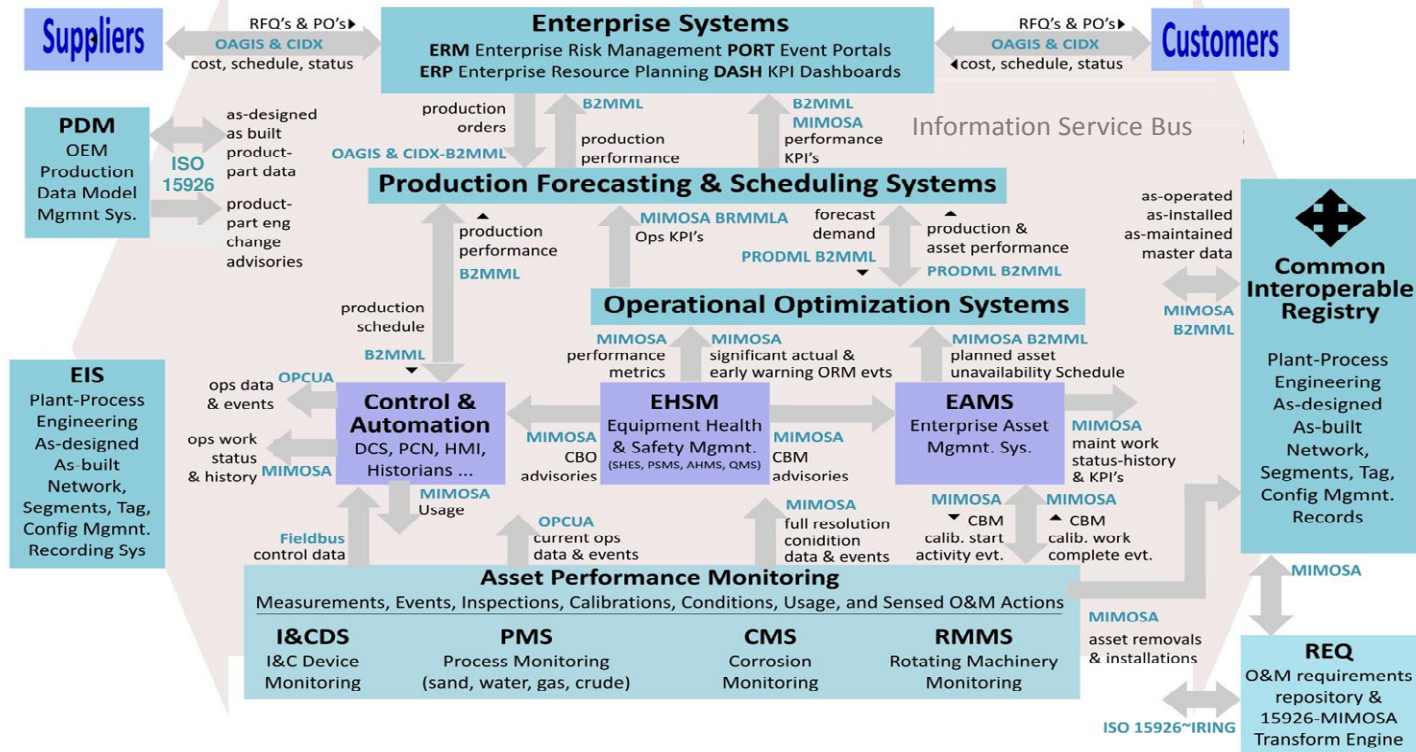 Suppliers
RFQ's & PO's
OAGIS & CIDX
cost, schedule, status
Enterprise Systems
ERM Enterprise Risk Management PORT Event Portals
ERP Enterprise Resource Planning DASH KPI Dashboards
RFQ's & PO's
OAGIS & CIDX
cost, schedule, status
Customers
PDM
OEM
Production
Data Model
Mgmnt Sys.
as-designed
as built
product-
part data
ISO
15926
product-
part eng
change
advisories
production
orders
OAGIS & CIDX-B2MML
B2MML
production
performance
B2MML
MIMOSA
performance
KPI's
Information Service Bus
Production Forecasting & Scheduling Systems
production
performance
B2MML
MIMOSA BRMMLA
Ops KPI's
forecast
demand
PRODML B2MML
production &
asset performance
PRODML B2MML
as-operated
as-installed
as-maintained
master data
MIMOSA
B2MML
Common
Interoperable
Registry
Plant-Process
Engineering
As-designed
As-built
Network,
Segments, Tag,
Config Mgmnt.
Records
production
schedule
B2MML
Operational Optimization Systems
MIMOSA
performance
metrics
MIMOSA
significant actual &
early warning ORM evts
MIMOSA B2MML
planned asset
unavailability Schedule
EIS
Plant-Process
Engineering
As-designed
As-built
Network,
Segments, Tag,
Config Mgmnt.
Recording Sys
ops data
& events
OPCUA
ops work
status
& history
MIMOSA
Control &
Automation
DCS, PCN, HMI,
Historians ...
MIMOSA
CBO
advisories
EHSM
Equipment Health
& Safety Mgmnt.
(SHES, PSMS, AHMS, QMS)
MIMOSA
CBM
advisories
EAMS
Enterprise Asset
Mgmnt. Sys.
MIMOSA
maint work
status-history
& KPI's
Fieldbus
control data
MIMOSA
Usage
OPCUA
current ops
data & events
MIMOSA
full resolution
condition
data & events
MIMOSA
CBM
calib. start
activity evt.
MIMOSA
CBM
calib. work
complete evt.
Asset Performance Monitoring
Measurements, Events, Inspections, Calibrations, Conditions, Usage, and Sensed O&M Actions
I&CDS
I&C Device
Monitoring
PMS
Process Monitoring
(sand, water, gas, crude)
CMS
Corrosion
Monitoring
RMMS
Rotating Machinery
Monitoring
MIMOSA
asset removals
& installations
MIMOSA
ISO 15926~IRING
REQ
O&M requirements
repository &
15926-MIMOSA
Transform Engine